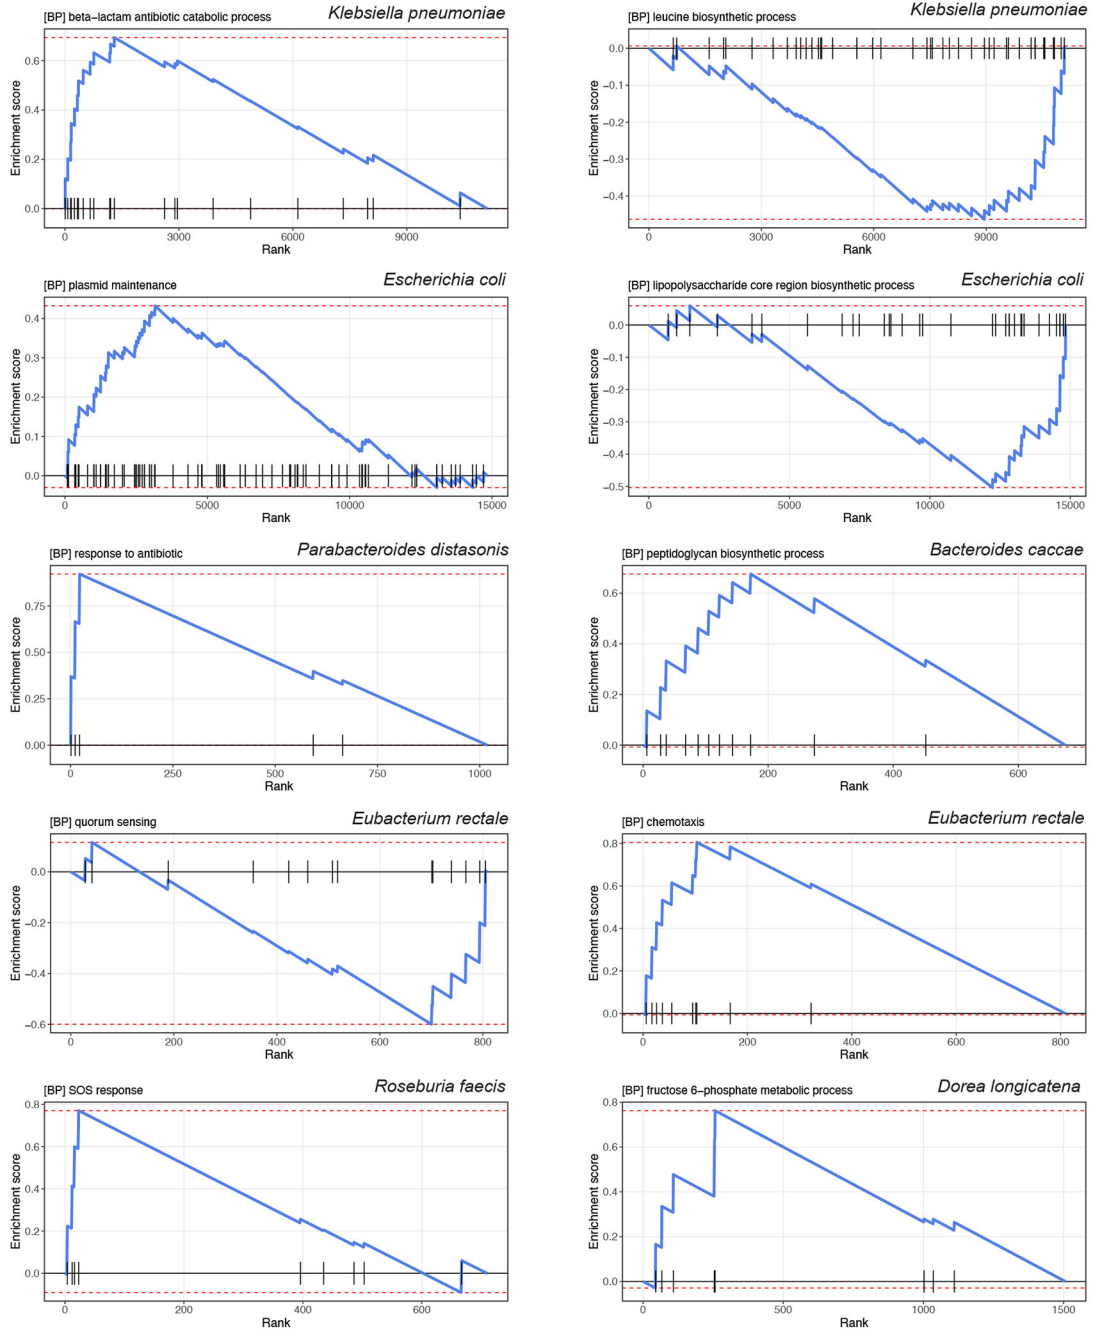 [BP] beta−lactam antibiotic catabolic process
Klebsiella pneumoniae
Enrichment score
0.6
0.4
0.2
0.0
0 3000 6000 9000
Rank
[BP] leucine biosynthetic process
Klebsiella pneumoniae
Enrichment score
0.0
−0.1
−0.2
−0.3
−0.4
0 3000 6000 9000
Rank
[BP] plasmid maintenance
Escherichia coli
Enrichment score
0.4
0.3
0.2
0.1
0.0
0 5000 10000 15000
Rank
[BP] lipopolysaccharide core region biosynthetic process
Escherichia coli
Enrichment score
0.0
−0.1
−0.2
−0.3
−0.4
−0.5
0 5000 10000 15000
Rank
[BP] response to antibiotic
Parabacteroides distasonis
Enrichment score
0.75
0.50
0.25
0.00
0 250 500 750 1000
Rank
[BP] peptidoglycan biosynthetic process
Bacteroides caccae
Enrichment score
0.6
0.4
0.2
0.0
0 200 400 600
Rank
[BP] quorum sensing
Eubacterium rectale
Enrichment score
0.0
−0.2
−0.4
−0.6
0 200 400 600 800
Rank
[BP] chemotaxis
Eubacterium rectale
Enrichment score
0.8
0.6
0.4
0.2
0.0
0 200 400 600 800
Rank
[BP] SOS response
Roseburia faecis
Enrichment score
0.8
0.6
0.4
0.2
0.0
0 200 400 600
Rank
[BP] fructose 6−phosphate metabolic process
Dorea longicatena
Enrichment score
0.8
0.6
0.4
0.2
0.0
0 500 1000 1500
Rank